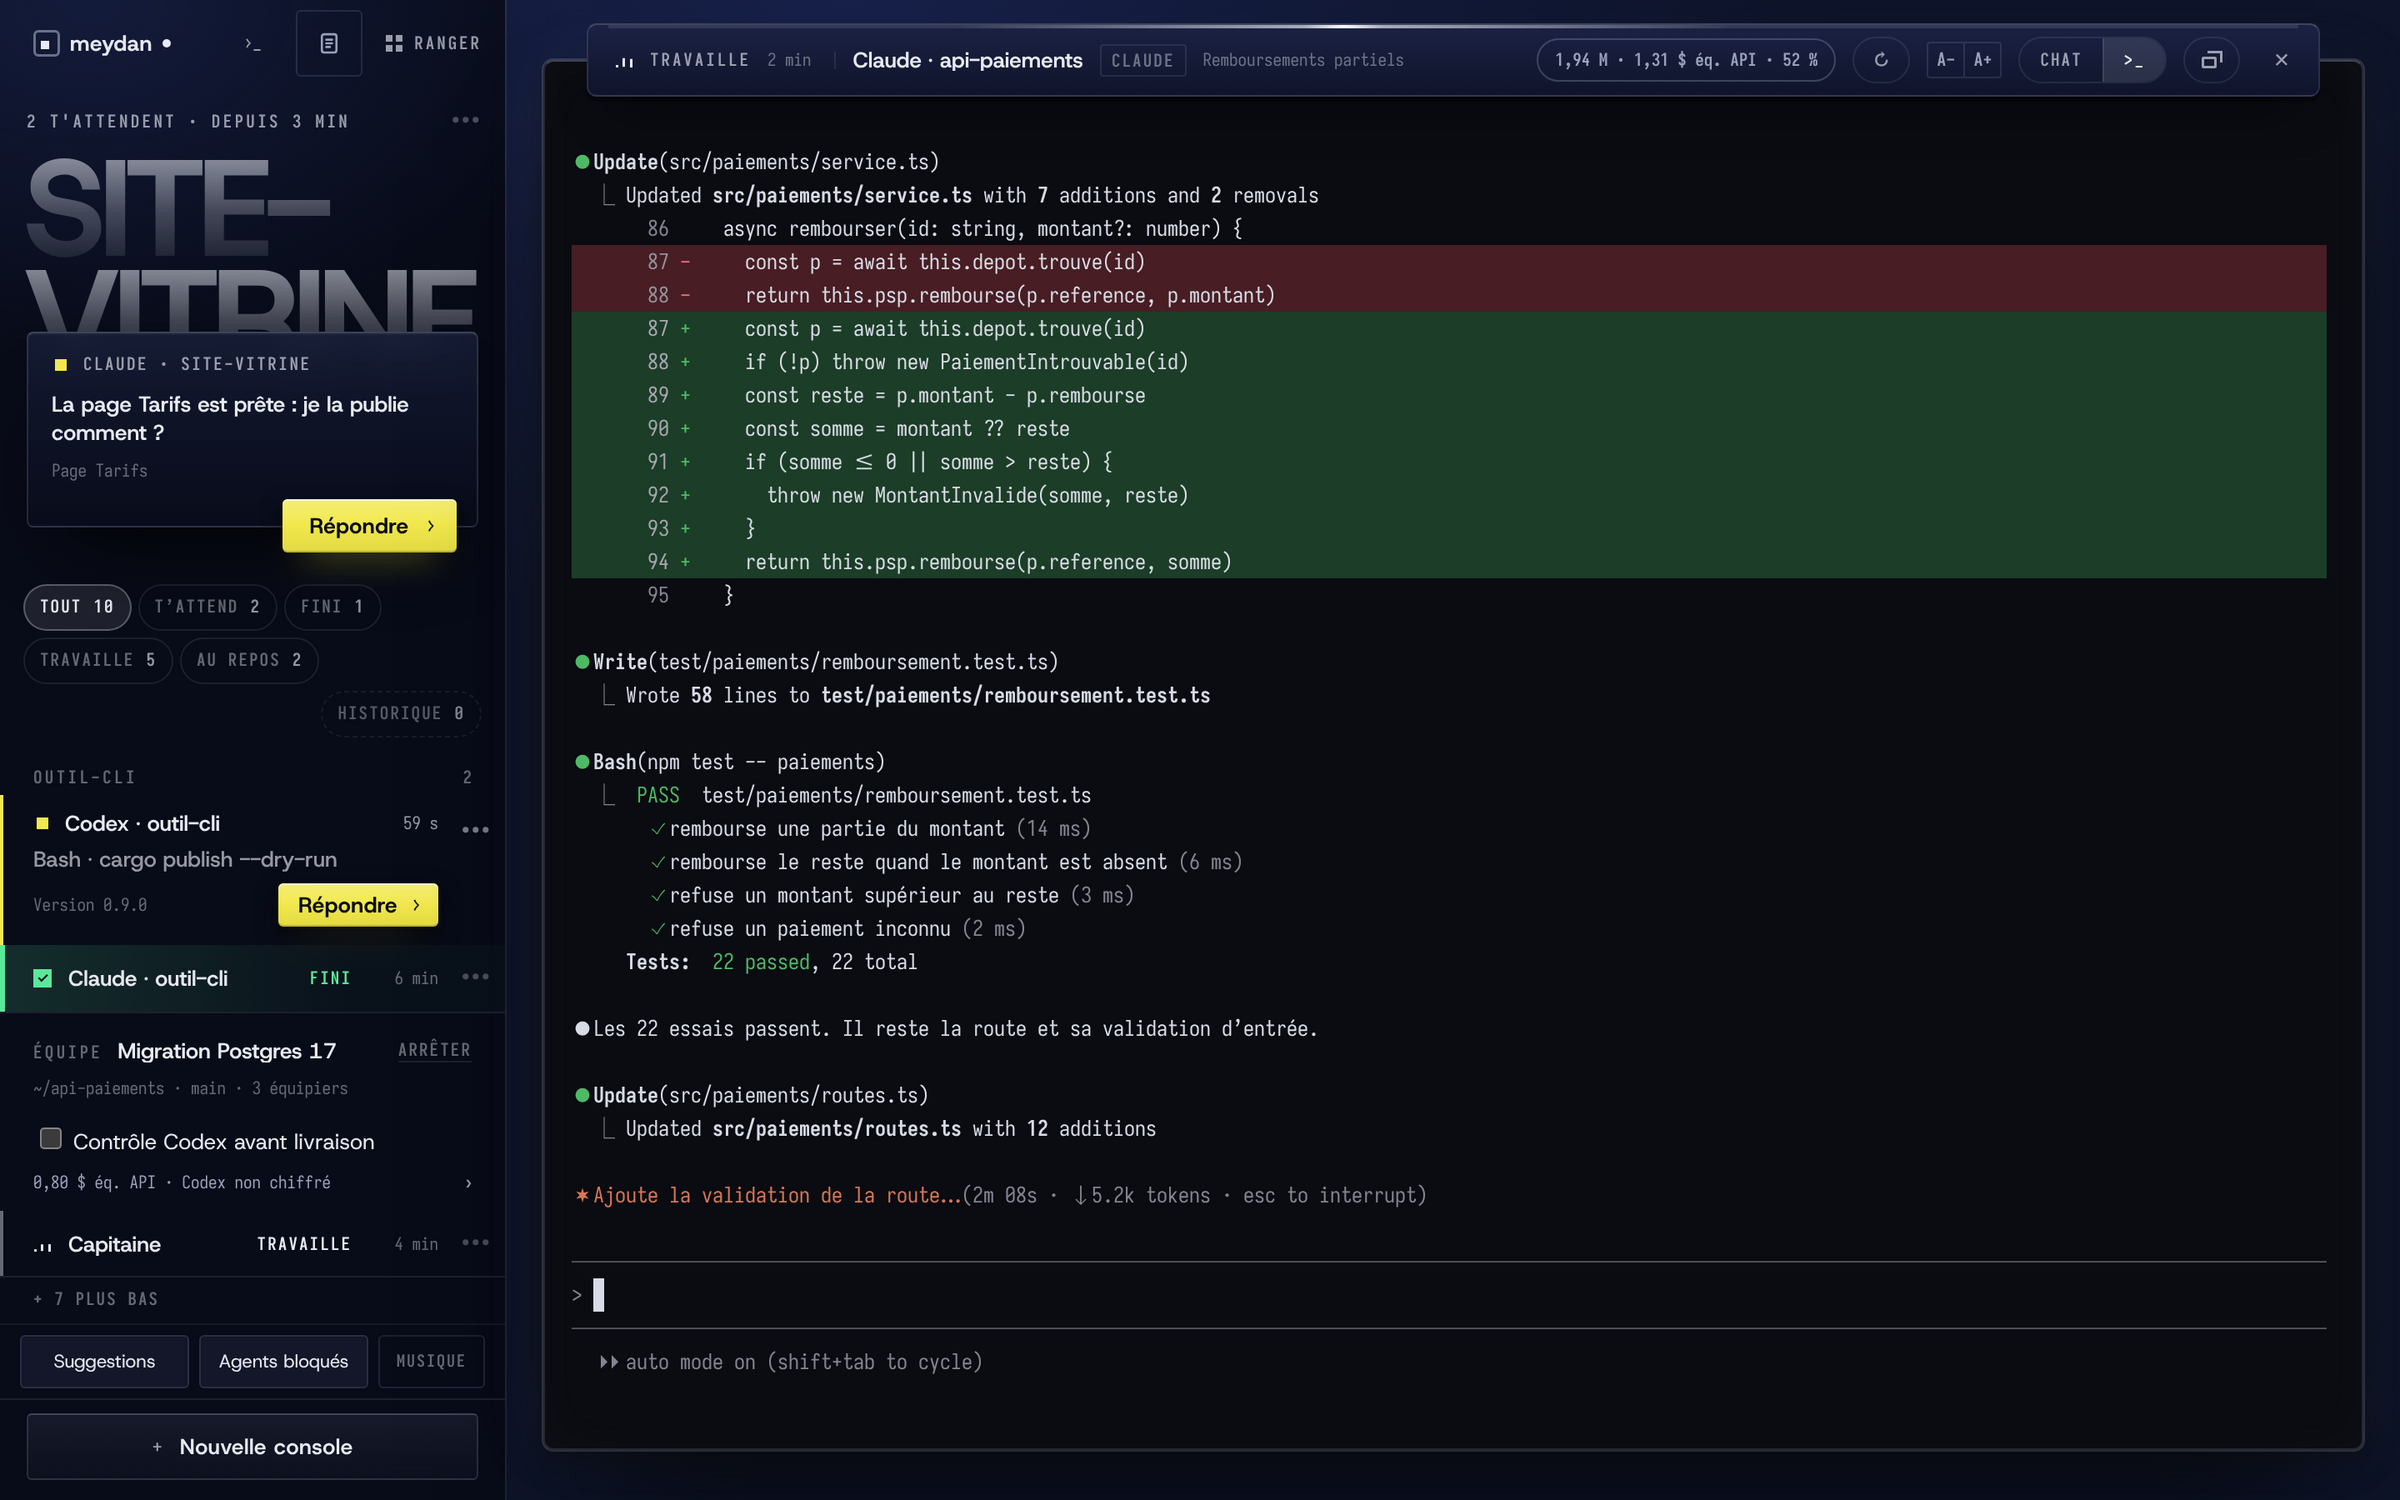 meydan
>_
RANGER
2 T'ATTENDENT · DEPUIS 3 MIN
SITE-
VITRINE
CLAUDE · SITE-VITRINE
La page Tarifs est prête : je la publie
comment ?
Page Tarifs
Répondre ›
TOUT 10
T’ATTEND 2
FINI 1
TRAVAILLE 5
AU REPOS 2
HISTORIQUE 0
OUTIL-CLI 2
Codex · outil-cli 59 s
Bash · cargo publish --dry-run
Version 0.9.0
Répondre ›
Claude · outil-cli FINI 6 min
ÉQUIPE Migration Postgres 17 ARRÊTER
~/api-paiements · main · 3 équipiers
Contrôle Codex avant livraison
0,80 $ éq. API · Codex non chiffré ›
Capitaine TRAVAILLE 4 min
+ 7 PLUS BAS
Suggestions
Agents bloqués
MUSIQUE
+ Nouvelle console
TRAVAILLE 2 min
Claude · api-paiements
CLAUDE
Remboursements partiels
1,94 M · 1,31 $ éq. API · 52 %
A-
A+
CHAT
>_
Update(src/paiements/service.ts)
Updated src/paiements/service.ts with 7 additions and 2 removals
86 async rembourser(id: string, montant?: number) {
87 - const p = await this.depot.trouve(id)
88 - return this.psp.rembourse(p.reference, p.montant)
87 + const p = await this.depot.trouve(id)
88 + if (!p) throw new PaiementIntrouvable(id)
89 + const reste = p.montant - p.rembourse
90 + const somme = montant ?? reste
91 + if (somme ≤ 0 || somme > reste) {
92 + throw new MontantInvalide(somme, reste)
93 + }
94 + return this.psp.rembourse(p.reference, somme)
95 }
Write(test/paiements/remboursement.test.ts)
Wrote 58 lines to test/paiements/remboursement.test.ts
Bash(npm test -- paiements)
PASS test/paiements/remboursement.test.ts
✓ rembourse une partie du montant (14 ms)
✓ rembourse le reste quand le montant est absent (6 ms)
✓ refuse un montant supérieur au reste (3 ms)
✓ refuse un paiement inconnu (2 ms)
Tests: 22 passed, 22 total
Les 22 essais passent. Il reste la route et sa validation d’entrée.
Update(src/paiements/routes.ts)
Updated src/paiements/routes.ts with 12 additions
Ajoute la validation de la route…(2m 08s · ↓ 5.2k tokens · esc to interrupt)
>
auto mode on (shift+tab to cycle)